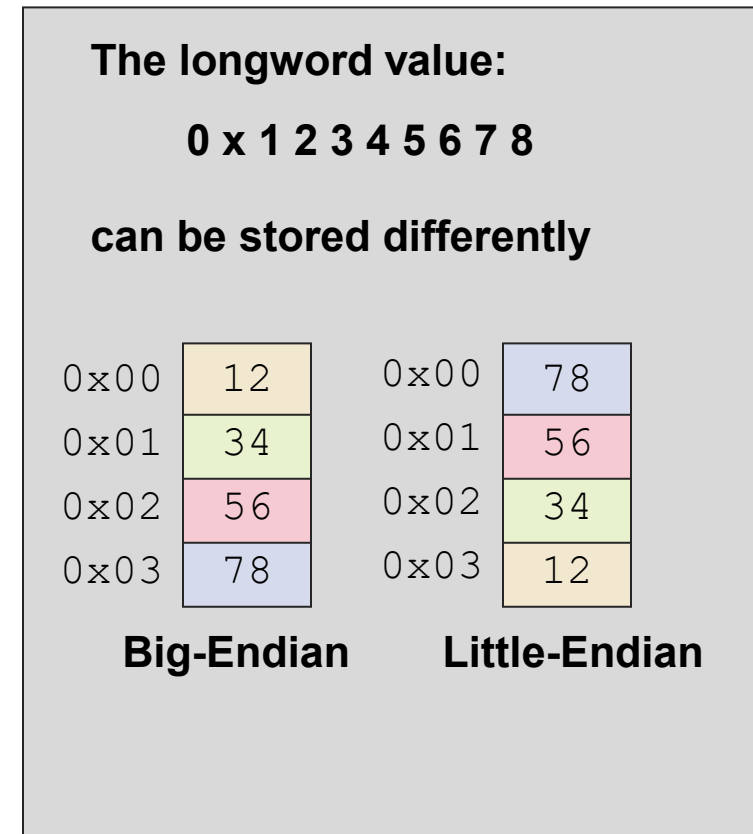 The longword value:
0 x 1 2 3 4 5 6 7 8
can be stored differently
0x00 12 0x00 78
0x01 34 0x01 56
0x02 56 0x02 34
0x03 78 0x03 12
Big-Endian Little-Endian